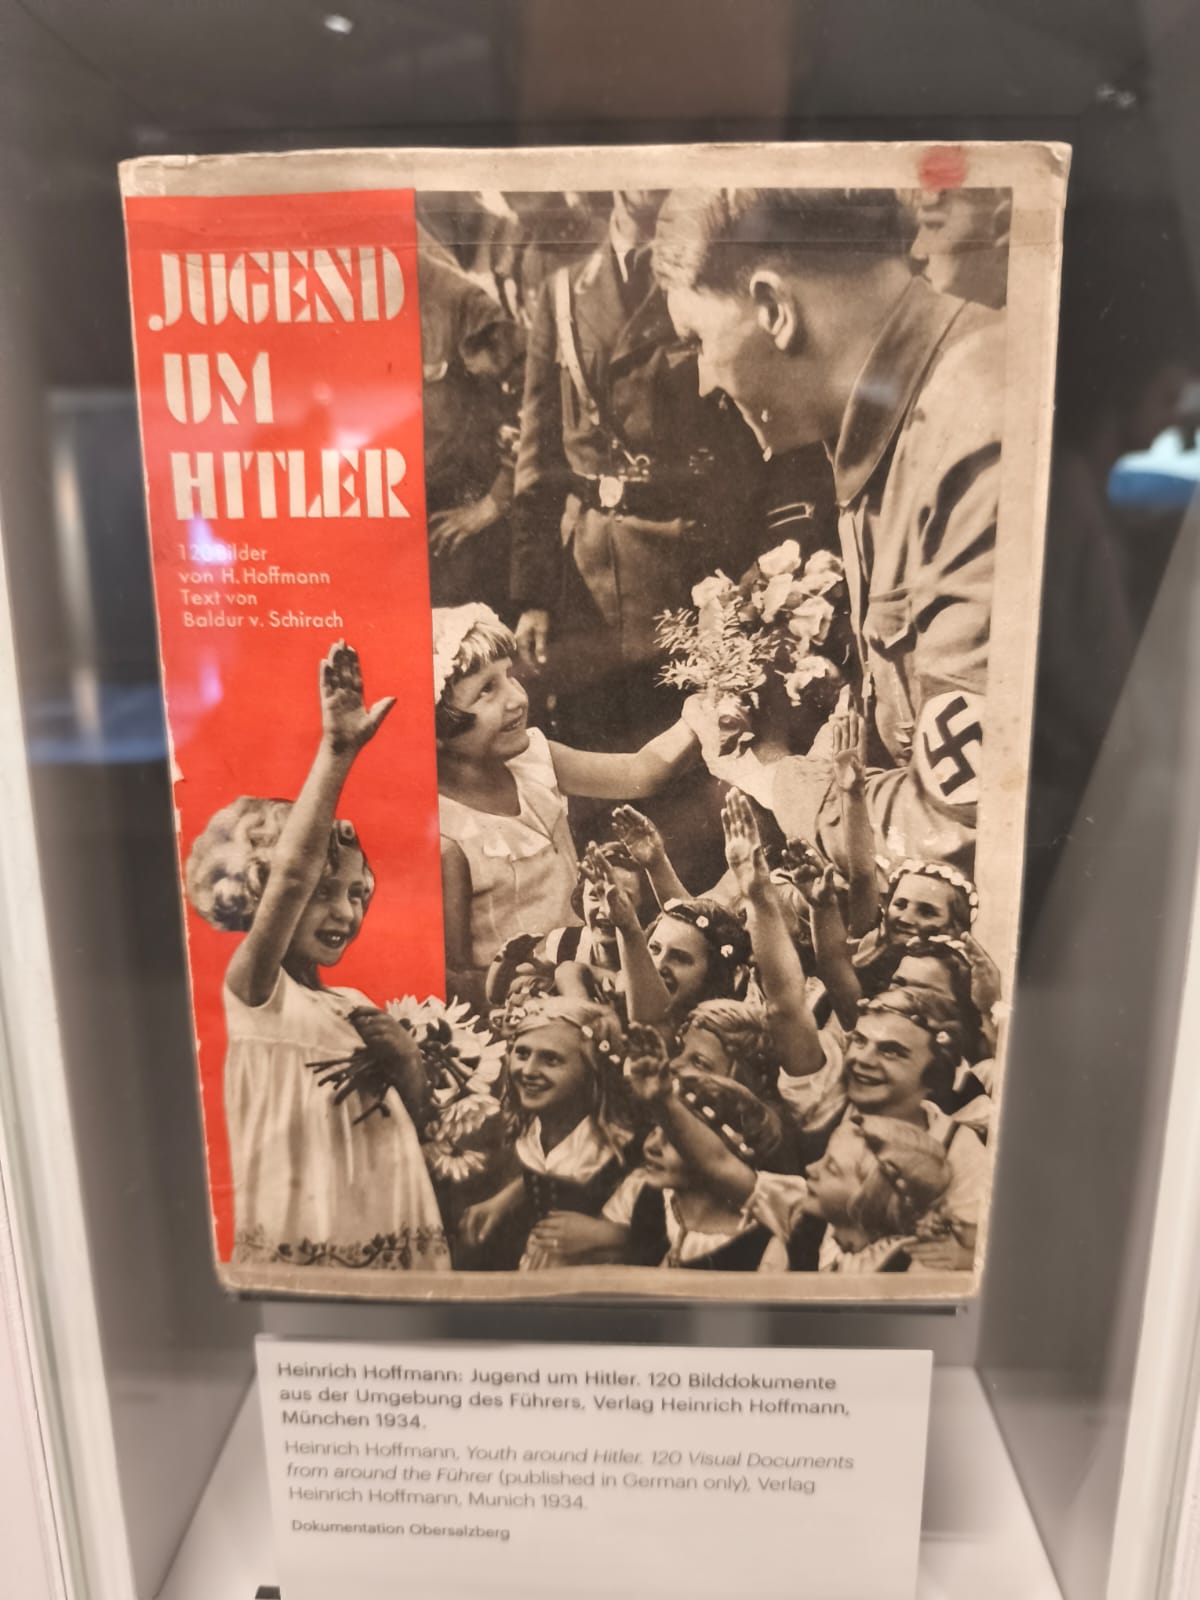 JUGEND
UM
HITLER
120 Bilder
von H. Hoffmann
Text von
Baldur v. Schirach
Heinrich Hoffmann: Jugend um Hitler. 120 Bilddokumente
aus der Umgebung des Führers, Verlag Heinrich Hoffmann,
München 1934.
Heinrich Hoffmann, Youth around Hitler. 120 Visual Documents
from around the Führer (published in German only), Verlag
Heinrich Hoffmann, Munich 1934.
Dokumentation Obersalzberg